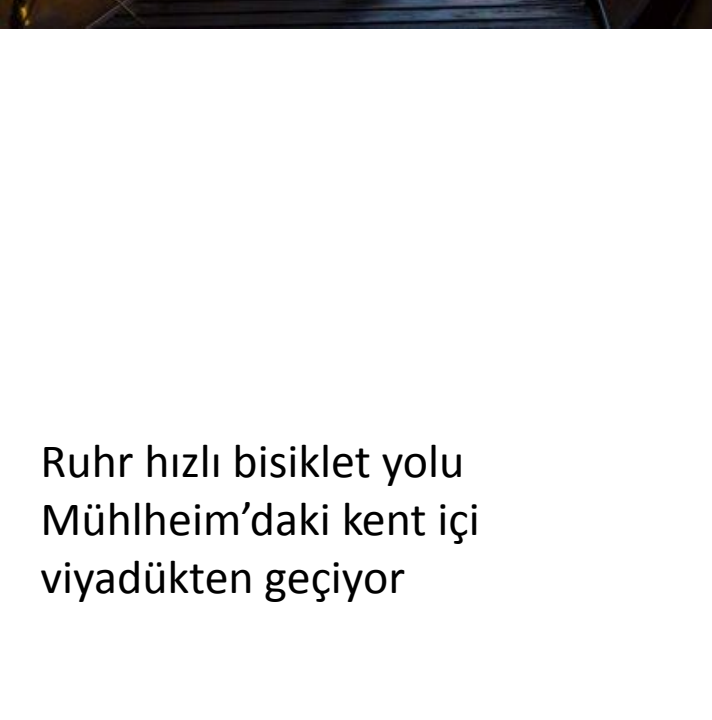 Ruhr hızlı bisiklet yolu
Mühlheim’daki kent içi
viyadükten geçiyor